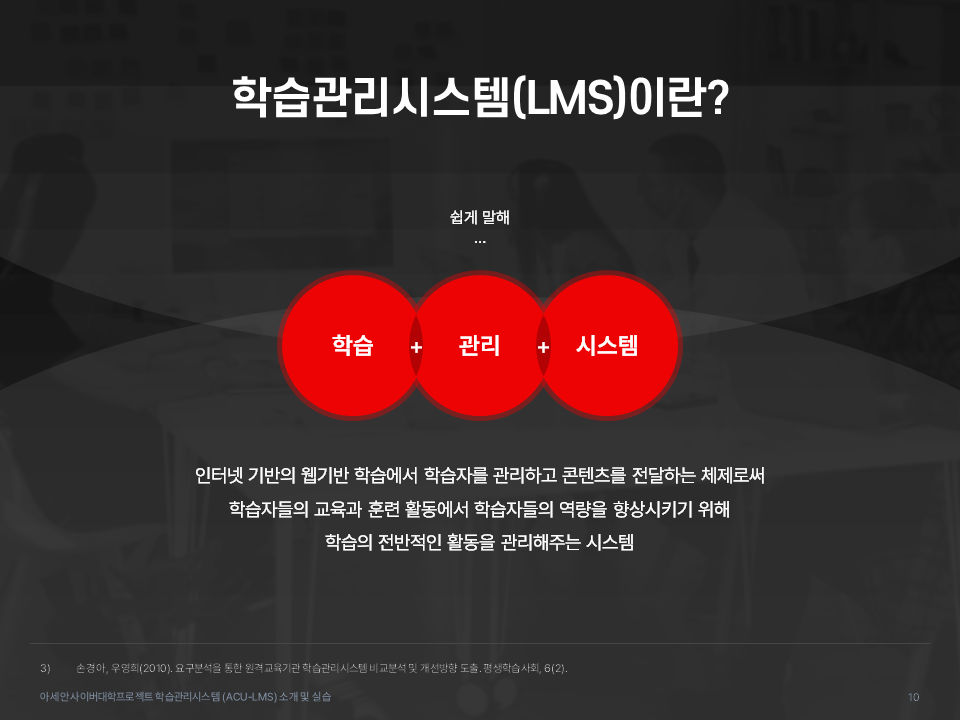 학습관리시스템(LMS)이란?
쉽게 말해
...
학습 + 관리 + 시스템
인터넷 기반의 웹기반 학습에서 학습자를 관리하고 콘텐츠를 전달하는 체제로써
학습자들의 교육과 훈련 활동에서 학습자들의 역량을 향상시키기 위해
학습의 전반적인 활동을 관리해주는 시스템
3) 손경아, 우영희(2010). 요구분석을 통한 원격교육기관 학습관리시스템 비교분석 및 개선방향 도출. 평생학습사회, 6(2).
아세안사이버대학프로젝트 학습관리시스템 (ACU-LMS) 소개 및 실습
10